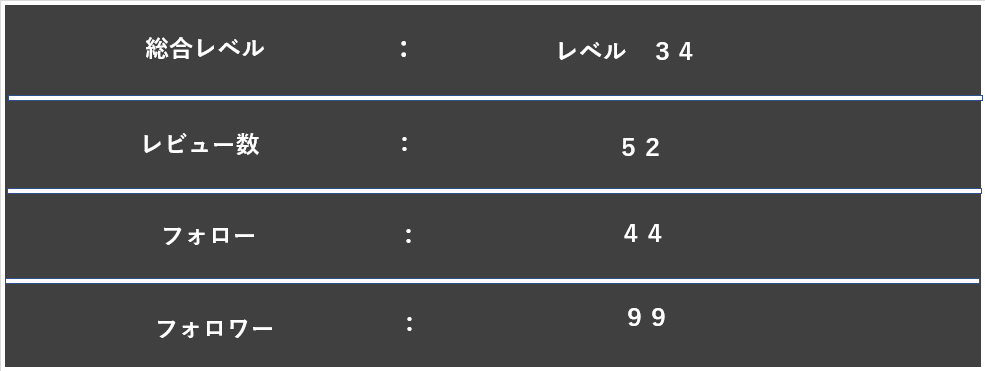 総合レベル　：　レベル　３４
レビュー数　：　５２
フォロー　：　４４
フォロワー　：　９９